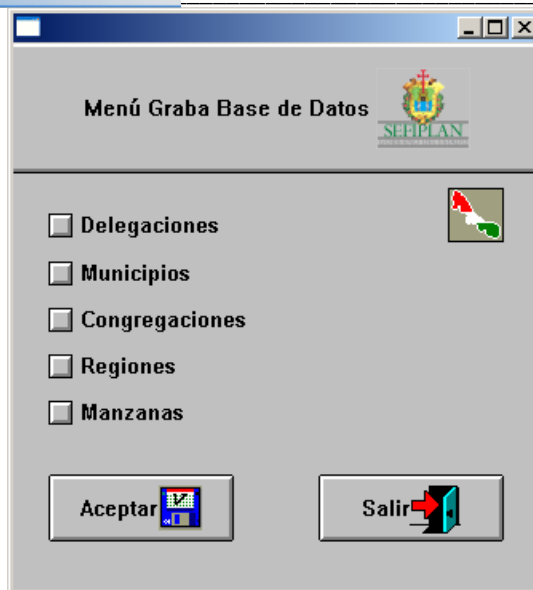 Menú Graba Base de Datos
SEFIPLAN
Delegaciones
Municipios
Congregaciones
Regiones
Manzanas
Aceptar
Salir